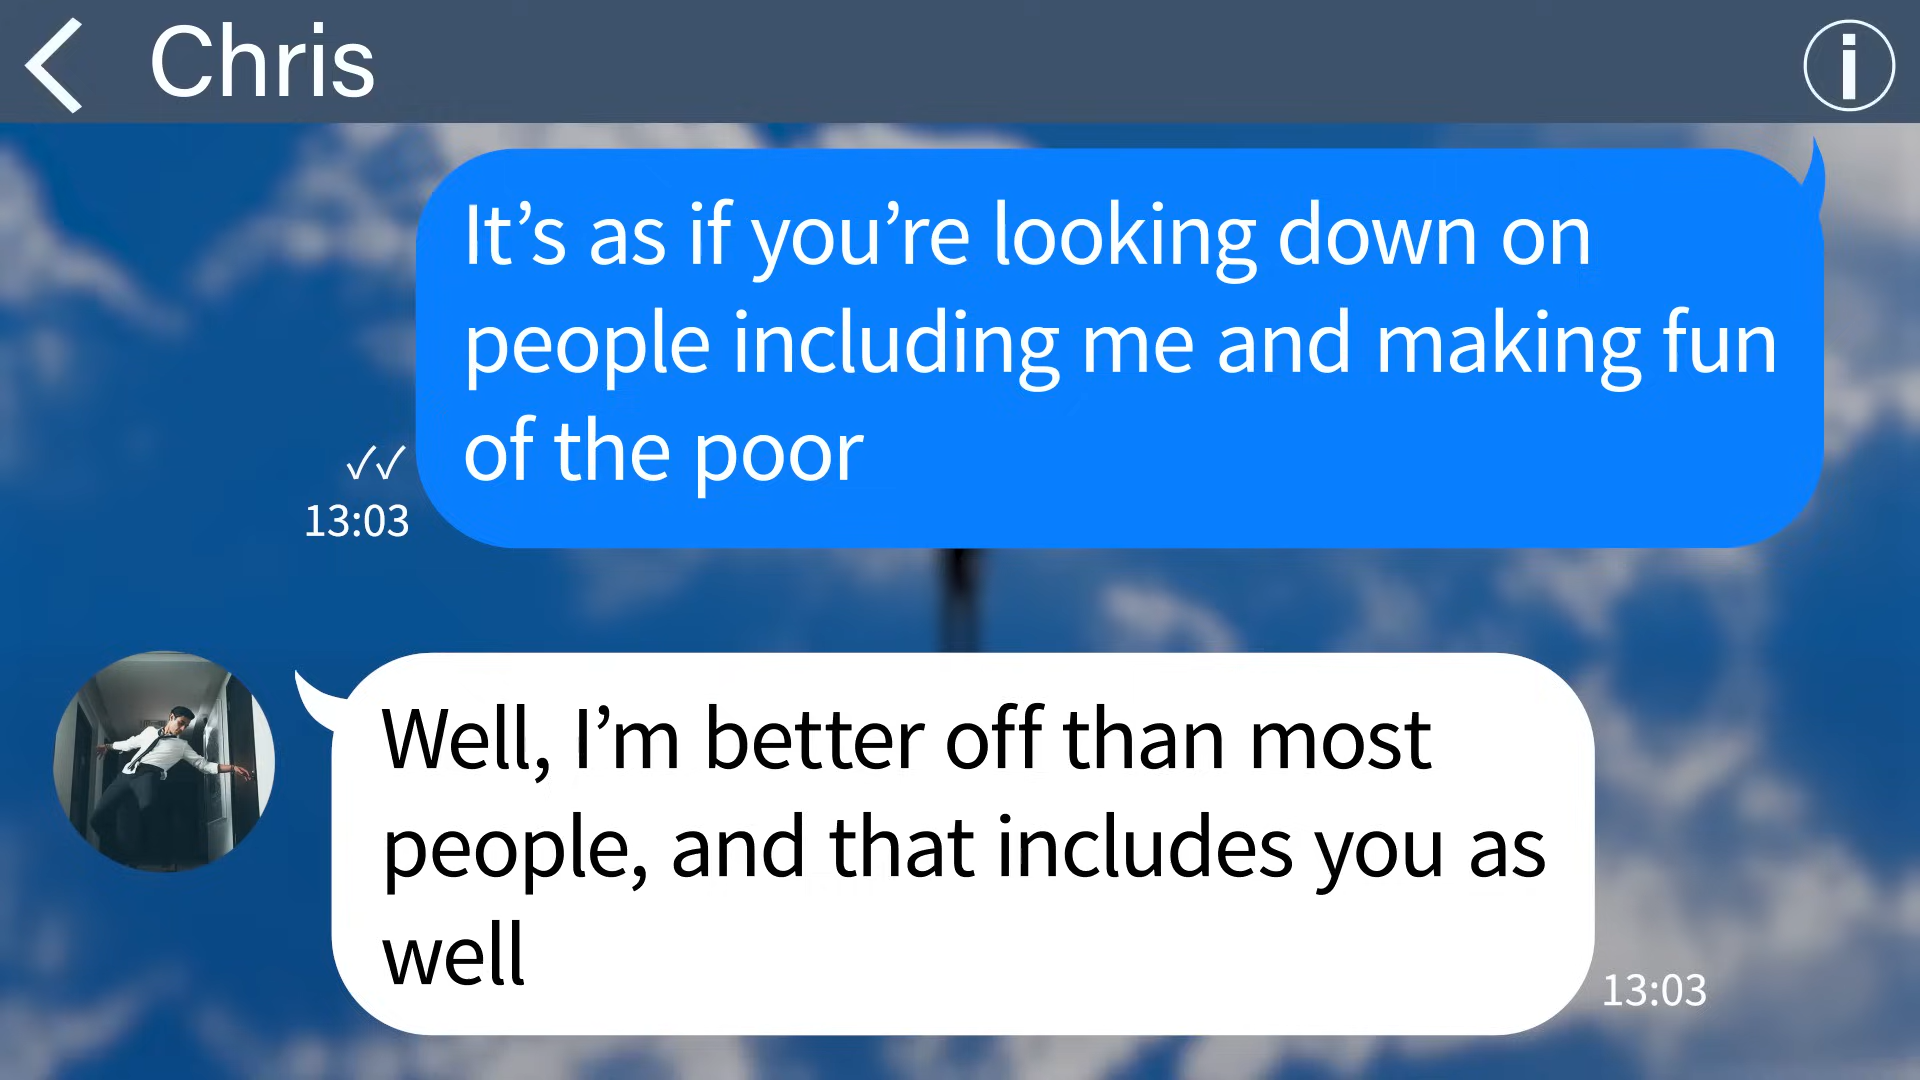 Chris
It’s as if you’re looking down on
people including me and making fun
of the poor
✓✓
13:03
Well, I’m better off than most
people, and that includes you as
well
13:03